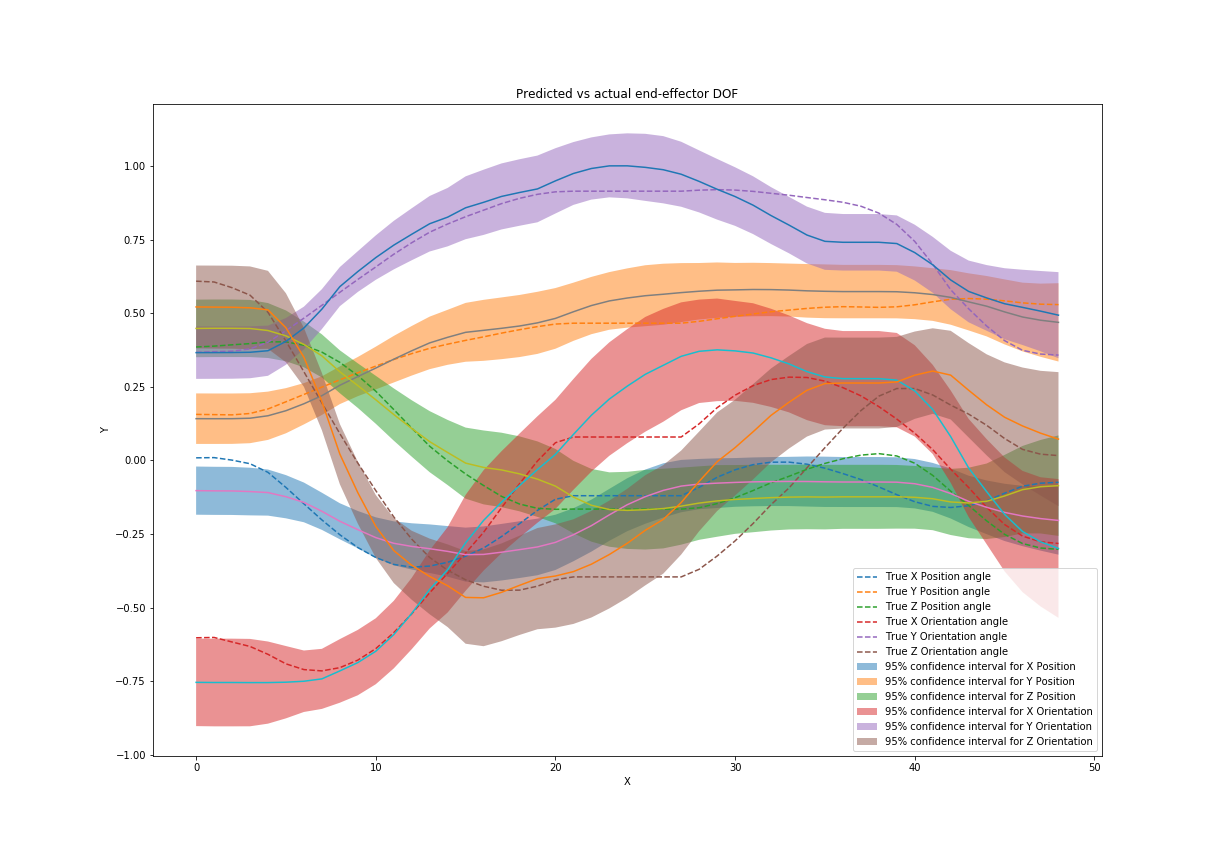 Predicted vs actual end-effector DOF
Y
1.00
0.75
0.50
0.25
0.00
−0.25
−0.50
−0.75
−1.00
True X Position angle
True Y Position angle
True Z Position angle
True X Orientation angle
True Y Orientation angle
True Z Orientation angle
95% confidence interval for X Position
95% confidence interval for Y Position
95% confidence interval for Z Position
95% confidence interval for X Orientation
95% confidence interval for Y Orientation
95% confidence interval for Z Orientation
0 10 20 30 40 50
X